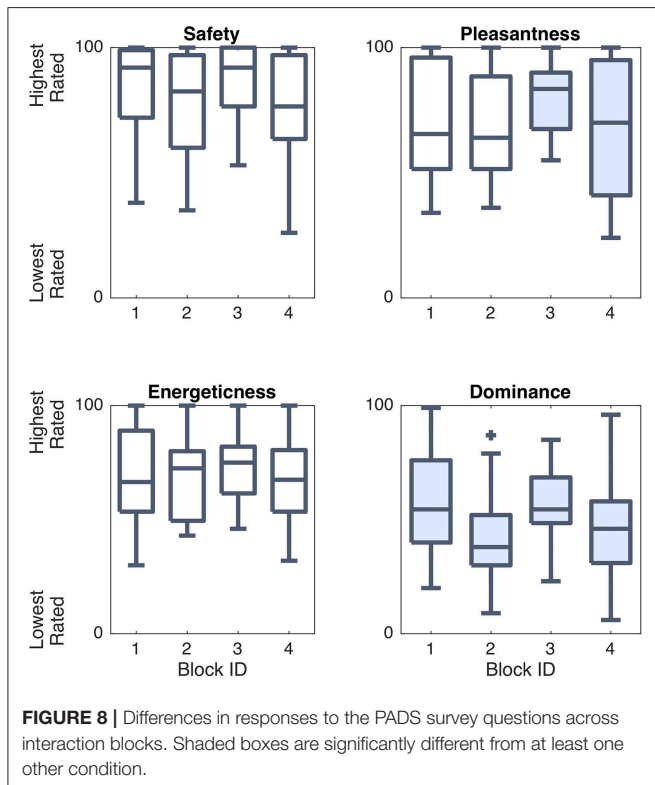 Safety
Pleasantness
Highest
Rated
100
100
Lowest
Rated
0
0
1 2 3 4
1 2 3 4
Energeticness
Dominance
Highest
Rated
100
100
Lowest
Rated
0
0
1 2 3 4
1 2 3 4
Block ID
Block ID
FIGURE 8 | Differences in responses to the PADS survey questions across
interaction blocks. Shaded boxes are significantly different from at least one
other condition.